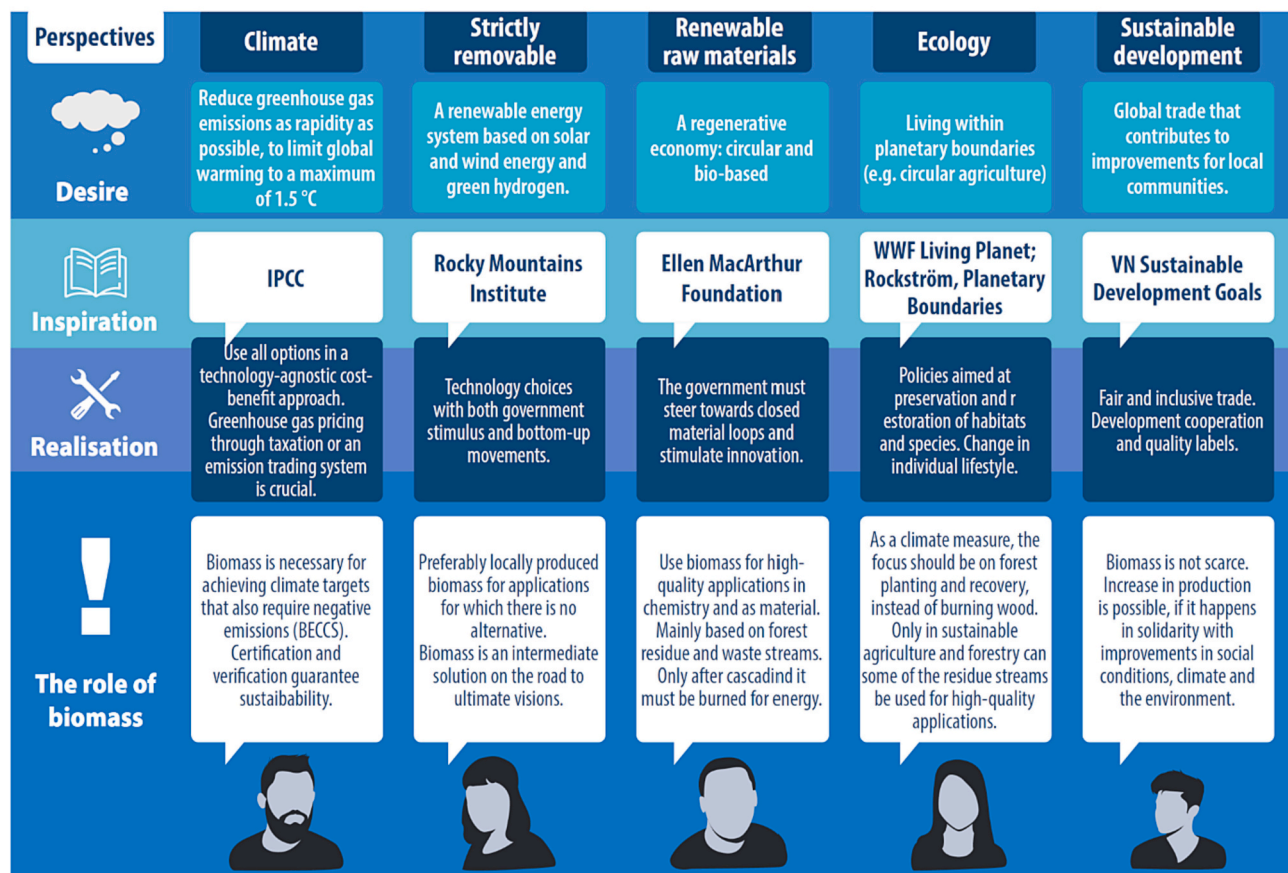 Perspectives
Climate
Strictly
removable
Renewable
raw materials
Ecology
Sustainable
development
Desire
Reduce greenhouse gas
emissions as rapidity as
possible, to limit global
warming to a maximum
of 1.5 °C
A renewable energy
system based on solar
and wind energy and
green hydrogen.
A regenerative
economy: circular and
bio-based
Living within
planetary boundaries
(e.g. circular agriculture)
Global trade that
contributes to
improvements for local
communities.
Inspiration
IPCC
Rocky Mountains
Institute
Ellen MacArthur
Foundation
WWF Living Planet;
Rockström, Planetary
Boundaries
VN Sustainable
Development Goals
Realisation
Use all options in a
technology-agnostic cost-
benefit approach.
Greenhouse gas pricing
through taxation or an
emission trading system
is crucial.
Technology choices
with both government
stimulus and bottom-up
movements.
The government must
steer towards closed
material loops and
stimulate innovation.
Policies aimed at
preservation and r
estoration of habitats
and species. Change in
individual lifestyle.
Fair and inclusive trade.
Development cooperation
and quality labels.
!
The role of
biomass
Biomass is necessary for
achieving climate targets
that also require negative
emissions (BECCS).
Certification and
verification guarantee
sustaibability.
Preferably locally produced
biomass for applications
for which there is no
alternative.
Biomass is an intermediate
solution on the road to
ultimate visions.
Use biomass for high-
quality applications in
chemistry and as material.
Mainly based on forest
residue and waste streams.
Only after cascadind it
must be burned for energy.
As a climate measure, the
focus should be on forest
planting and recovery,
instead of burning wood.
Only in sustainable
agriculture and forestry can
some of the residue streams
be used for high-quality
applications.
Biomass is not scarce.
Increase in production
is possible, if it happens
in solidarity with
improvements in social
conditions, climate and
the environment.